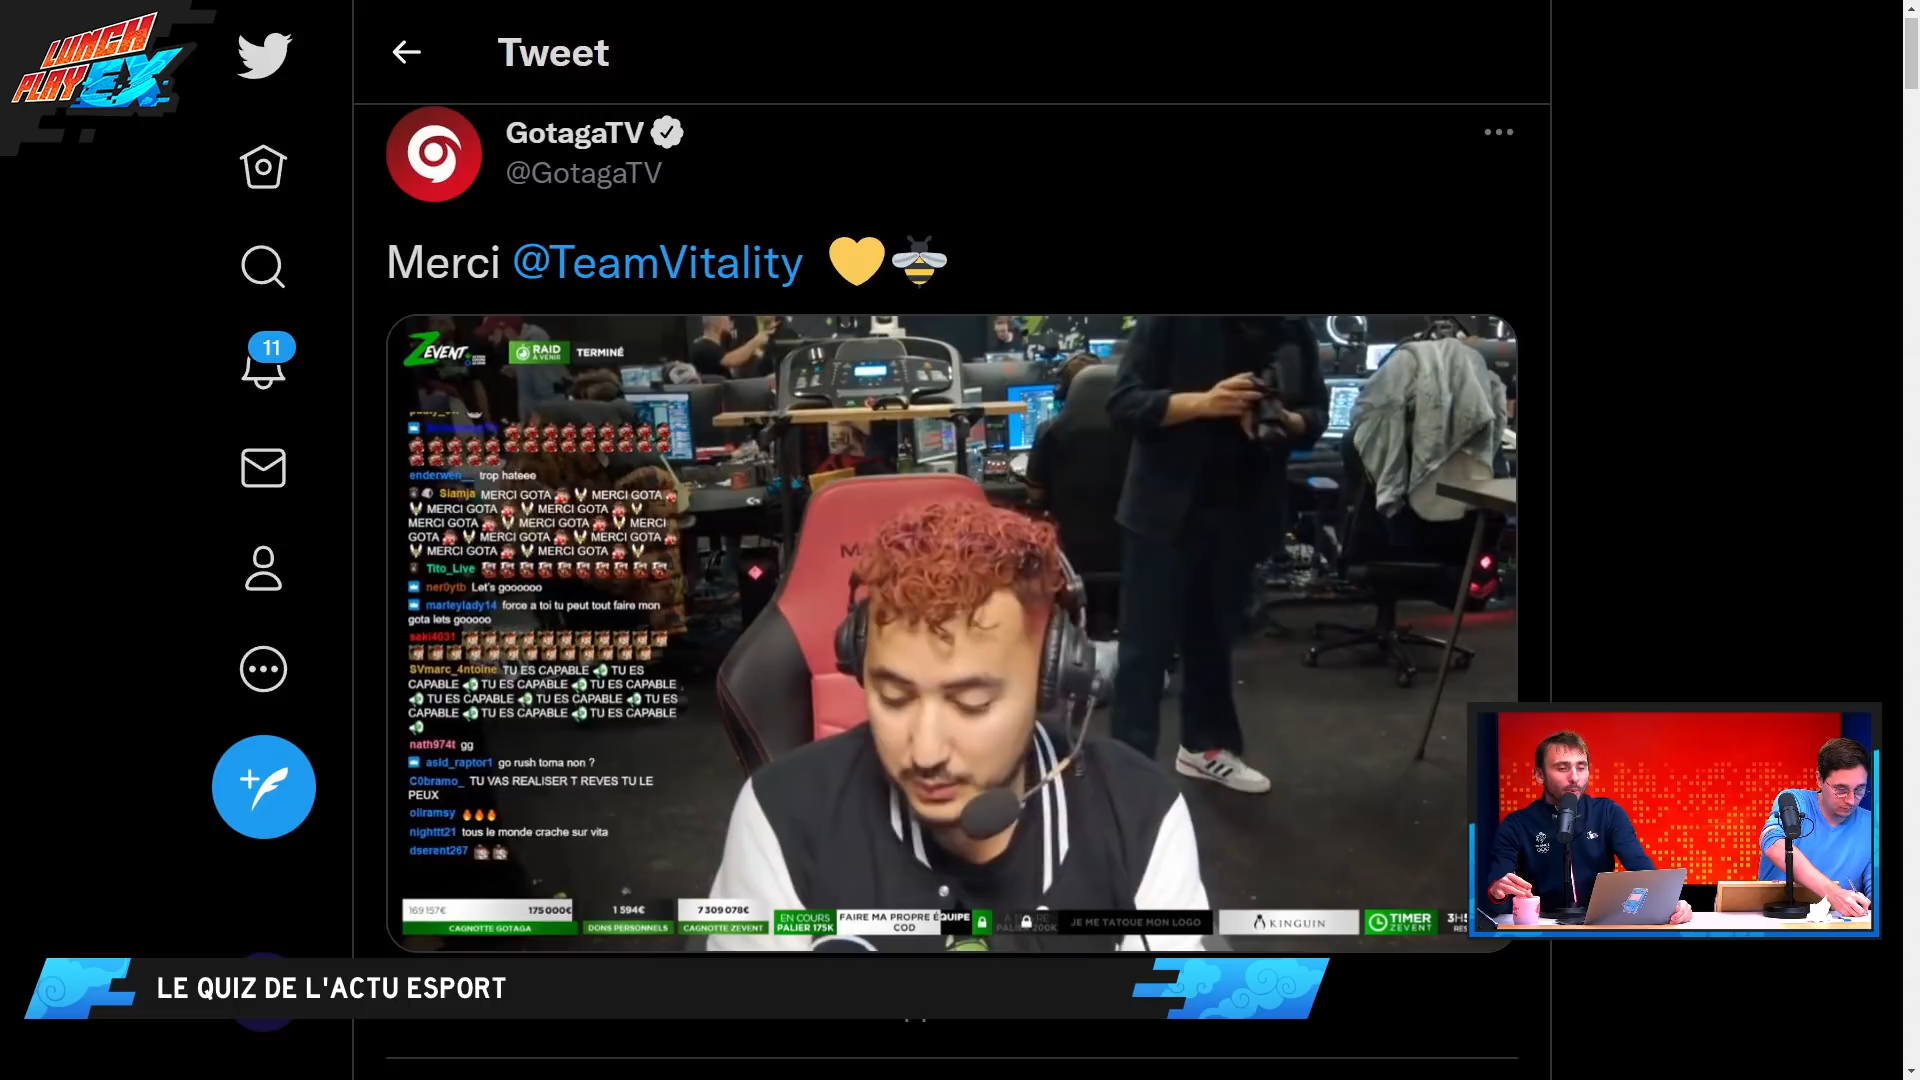 LUNCH
PLAY EX
Tweet
GotagaTV
@GotagaTV
Merci @TeamVitality
11
ZEVENT
RAID
À VENIR
TERMINÉ
enderwen__ trop hateee
Siamja MERCI GOTA MERCI GOTA
MERCI GOTA MERCI GOTA
MERCI GOTA MERCI GOTA MERCI
GOTA MERCI GOTA MERCI GOTA
MERCI GOTA MERCI GOTA
Tito_Live
ner0ytb Let's goooooo
marleylady14 force a toi tu peut tout faire mon
gota lets gooooo
seki4031
SVmarc_4ntoine TU ES CAPABLE TU ES
CAPABLE TU ES CAPABLE TU ES CAPABLE
TU ES CAPABLE TU ES CAPABLE TU ES
CAPABLE TU ES CAPABLE TU ES CAPABLE
nath974t gg
asld_raptor1 go rush toma non ?
C0bramo_ TU VAS REALISER T REVES TU LE
PEUX
oliramsy
nighttt21 tous le monde crache sur vita
dserent267
169 157€ 175 000€
CAGNOTTE GOTAGA
1 594€
DONS PERSONNELS
7 309 078€
CAGNOTTE ZEVENT
EN COURS
PALIER 175K
FAIRE MA PROPRE ÉQUIPE
COD
PALIER 200K
JE ME TATOUE MON LOGO
KINGUIN
TIMER
ZEVENT
LE QUIZ DE L'ACTU ESPORT